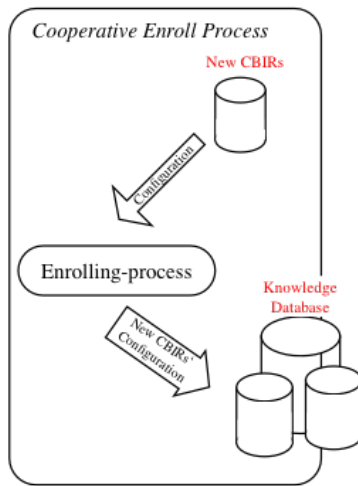 Cooperative Enroll Process
New CBIRs
Configuration
Enrolling-process
Knowledge
Database
New CBIRs'
Configuration